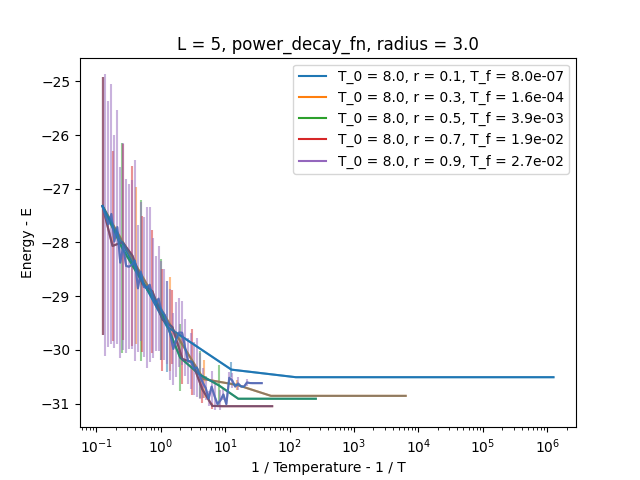 L = 5, power_decay_fn, radius = 3.0
T_0 = 8.0, r = 0.1, T_f = 8.0e-07
T_0 = 8.0, r = 0.3, T_f = 1.6e-04
T_0 = 8.0, r = 0.5, T_f = 3.9e-03
T_0 = 8.0, r = 0.7, T_f = 1.9e-02
T_0 = 8.0, r = 0.9, T_f = 2.7e-02
Energy - E
−25
−26
−27
−28
−29
−30
−31
10⁻¹ 10⁰ 10¹ 10² 10³ 10⁴ 10⁵ 10⁶
1 / Temperature - 1 / T